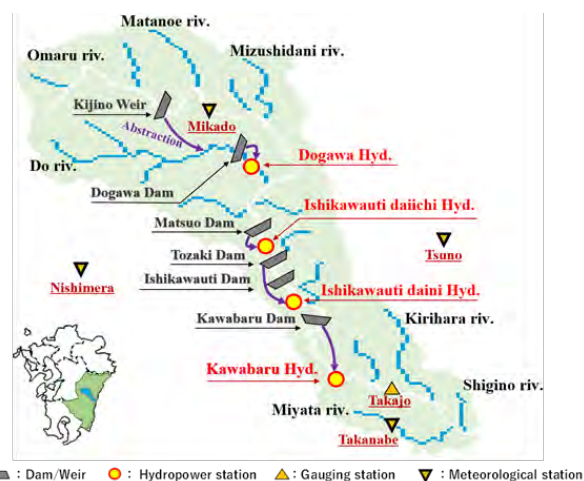 Matanoe riv.
Omaru riv.
Mizushidani riv.
Kijino Weir
Mikado
Abstraction
Do riv.
Dogawa Hyd.
Dogawa Dam
Ishikawauti daiichi Hyd.
Matsuo Dam
Tozaki Dam
Tsuno
Nishimera
Ishikawauti Dam
Ishikawauti daini Hyd.
Kawabaru Dam
Kirihara riv.
Kawabaru Hyd.
Shigino riv.
Takajo
Miyata riv.
Takanabe
: Dam/Weir : Hydropower station : Gauging station : Meteorological station